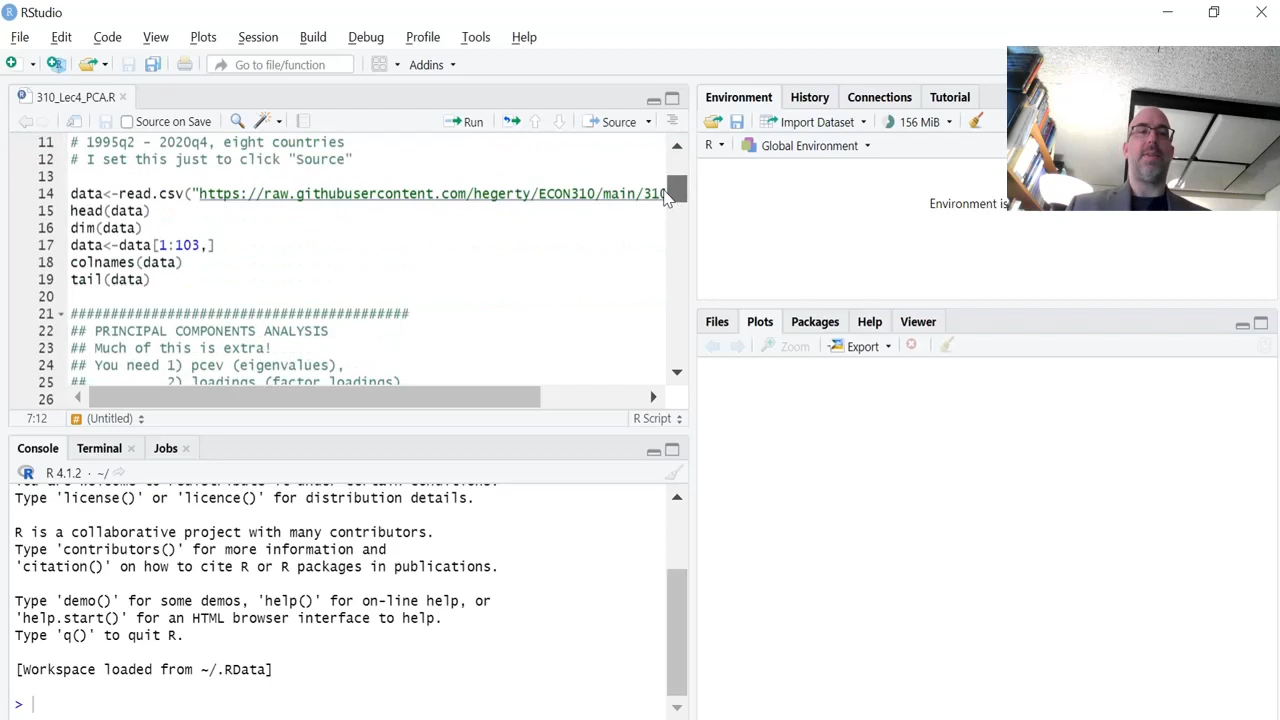 RStudio
File Edit Code View Plots Session Build Debug Profile Tools Help
Go to file/function Addins
310_Lec4_PCA.R
Source on Save Run Source
11 # 1995q2 - 2020q4, eight countries
12 # I set this just to click "Source"
13
14 data<-read.csv("https://raw.githubusercontent.com/hegerty/ECON310/main/310
15 head(data)
16 dim(data)
17 data<-data[1:103,]
18 colnames(data)
19 tail(data)
20
21 ##########################################
22 ## PRINCIPAL COMPONENTS ANALYSIS
23 ## Much of this is extra!
24 ## You need 1) pcev (eigenvalues),
25 ## 2) loadings (factor loadings)
26
7:12 (Untitled) R Script
Console Terminal Jobs
R 4.1.2 · ~/
Type 'license()' or 'licence()' for distribution details.
R is a collaborative project with many contributors.
Type 'contributors()' for more information and
'citation()' on how to cite R or R packages in publications.
Type 'demo()' for some demos, 'help()' for on-line help, or
'help.start()' for an HTML browser interface to help.
Type 'q()' to quit R.
[Workspace loaded from ~/.RData]
>
Environment History Connections Tutorial
Import Dataset 156 MiB
R Global Environment
Environment is
Files Plots Packages Help Viewer
Zoom Export